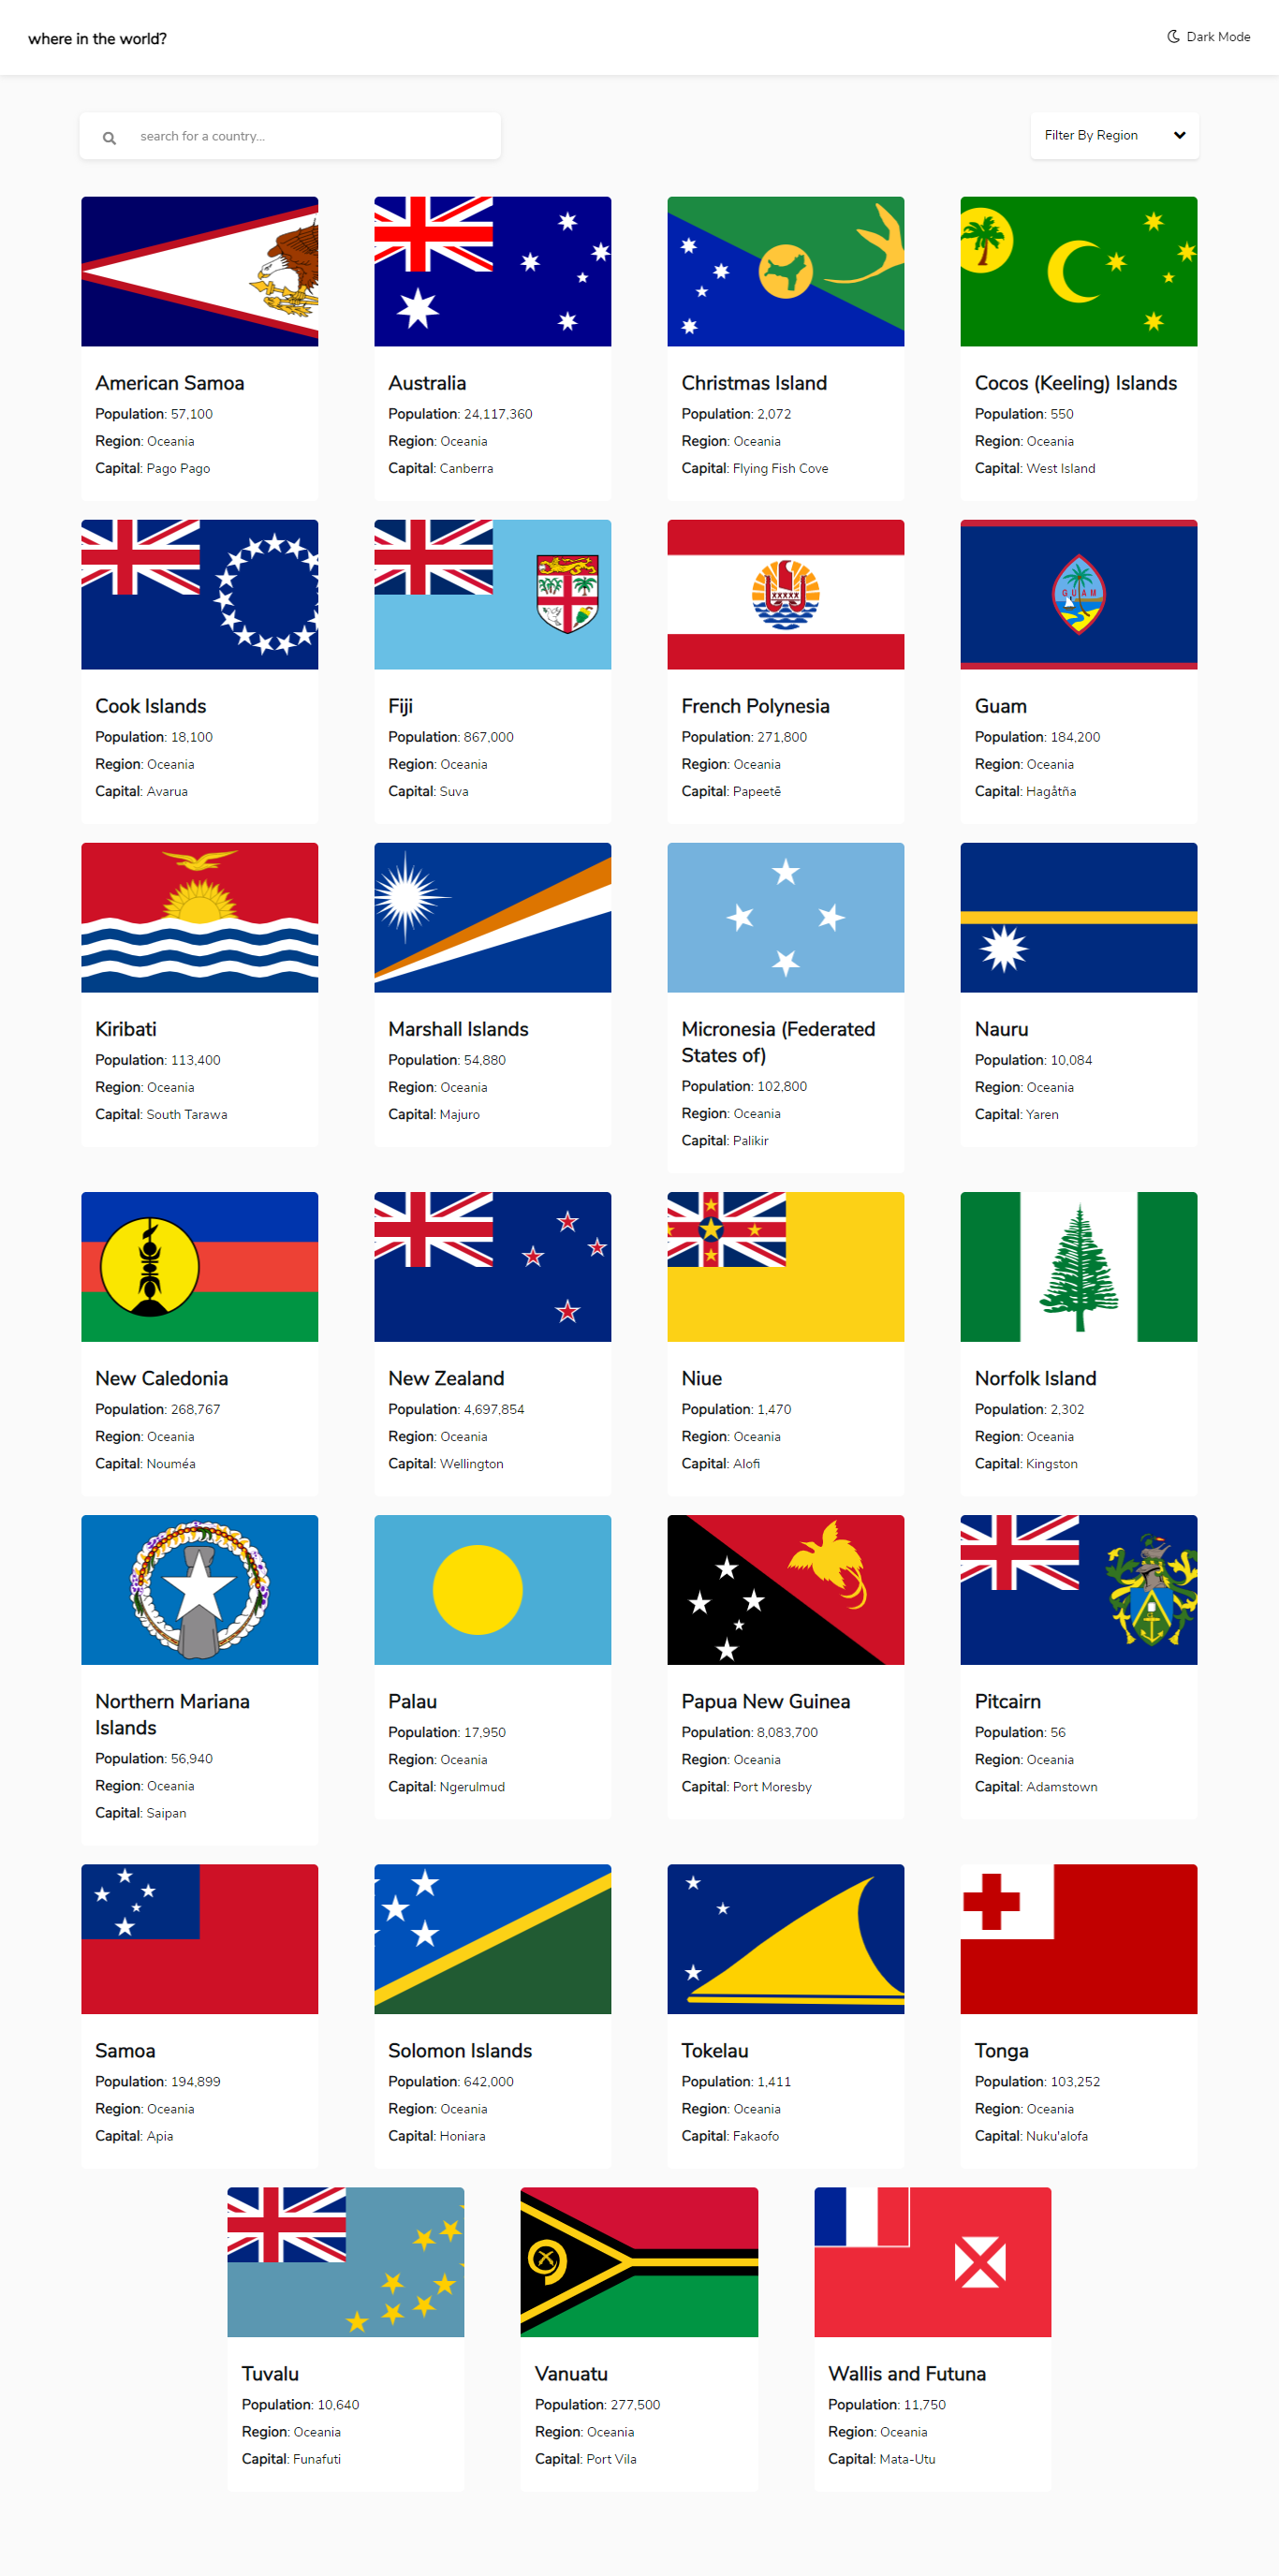 where in the world?
Dark Mode
search for a country...
Filter By Region
American Samoa
Population: 57,100
Region: Oceania
Capital: Pago Pago
Australia
Population: 24,117,360
Region: Oceania
Capital: Canberra
Christmas Island
Population: 2,072
Region: Oceania
Capital: Flying Fish Cove
Cocos (Keeling) Islands
Population: 550
Region: Oceania
Capital: West Island
Cook Islands
Population: 18,100
Region: Oceania
Capital: Avarua
Fiji
Population: 867,000
Region: Oceania
Capital: Suva
French Polynesia
Population: 271,800
Region: Oceania
Capital: Papeetē
GUAM
Guam
Population: 184,200
Region: Oceania
Capital: Hagåtña
Kiribati
Population: 113,400
Region: Oceania
Capital: South Tarawa
Marshall Islands
Population: 54,880
Region: Oceania
Capital: Majuro
Micronesia (Federated
States of)
Population: 102,800
Region: Oceania
Capital: Palikir
Nauru
Population: 10,084
Region: Oceania
Capital: Yaren
New Caledonia
Population: 268,767
Region: Oceania
Capital: Nouméa
New Zealand
Population: 4,697,854
Region: Oceania
Capital: Wellington
Niue
Population: 1,470
Region: Oceania
Capital: Alofi
Norfolk Island
Population: 2,302
Region: Oceania
Capital: Kingston
Northern Mariana
Islands
Population: 56,940
Region: Oceania
Capital: Saipan
Palau
Population: 17,950
Region: Oceania
Capital: Ngerulmud
Papua New Guinea
Population: 8,083,700
Region: Oceania
Capital: Port Moresby
Pitcairn
Population: 56
Region: Oceania
Capital: Adamstown
Samoa
Population: 194,899
Region: Oceania
Capital: Apia
Solomon Islands
Population: 642,000
Region: Oceania
Capital: Honiara
Tokelau
Population: 1,411
Region: Oceania
Capital: Fakaofo
Tonga
Population: 103,252
Region: Oceania
Capital: Nuku'alofa
Tuvalu
Population: 10,640
Region: Oceania
Capital: Funafuti
Vanuatu
Population: 277,500
Region: Oceania
Capital: Port Vila
Wallis and Futuna
Population: 11,750
Region: Oceania
Capital: Mata-Utu